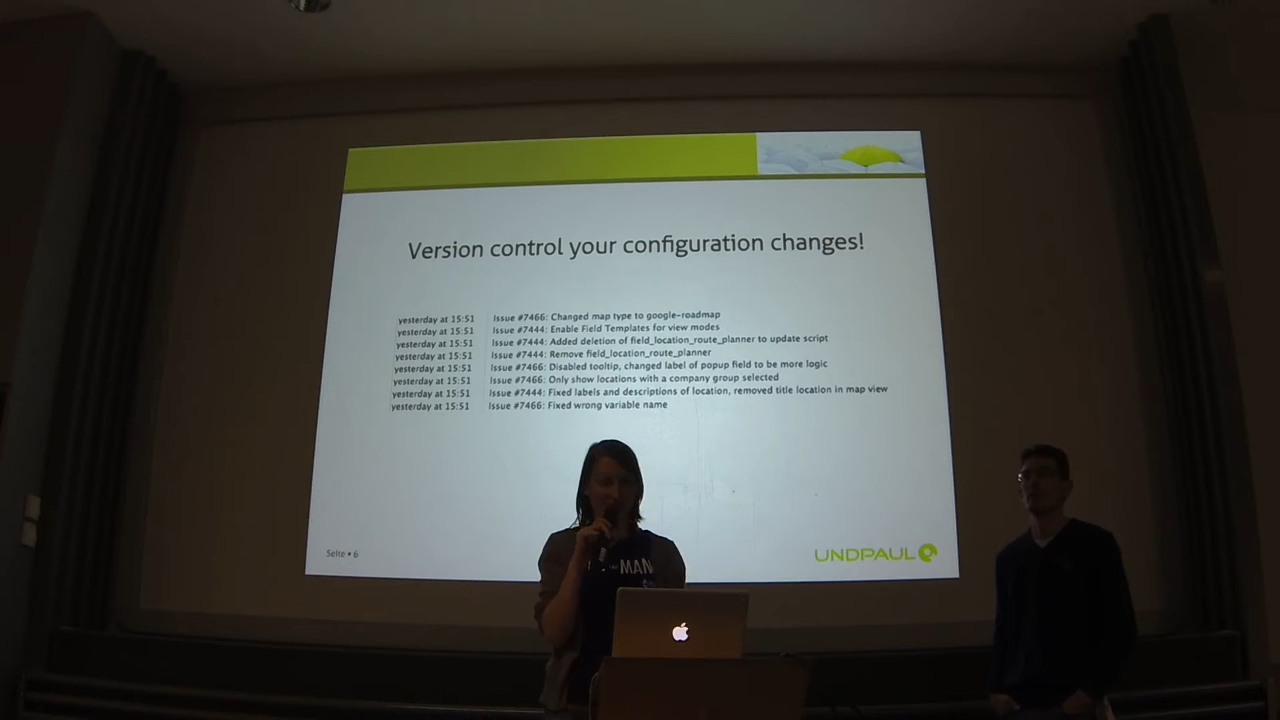 Version control your configuration changes!
yesterday at 15:51 Issue #7466: Changed map type to google-roadmap
yesterday at 15:51 Issue #7444: Enable Field Templates for view modes
yesterday at 15:51 Issue #7444: Added deletion of field_location_route_planner to update script
yesterday at 15:51 Issue #7444: Remove field_location_route_planner
yesterday at 15:51 Issue #7466: Disabled tooltip, changed label of popup field to be more logic
yesterday at 15:51 Issue #7466: Only show locations with a company group selected
yesterday at 15:51 Issue #7444: Fixed labels and descriptions of location, removed title location in map view
yesterday at 15:51 Issue #7466: Fixed wrong variable name
Seite • 6
UNDPAUL
MAN